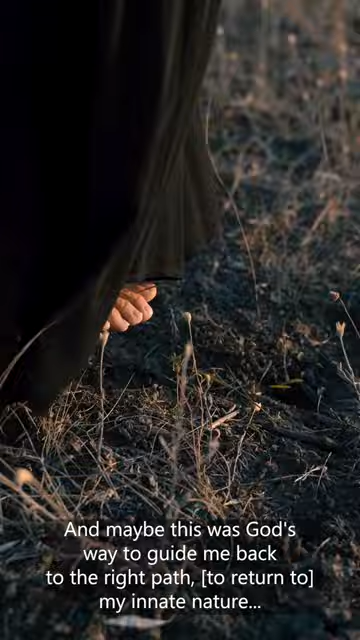 And maybe this was God's
way to guide me back
to the right path, [to return to]
my innate nature...